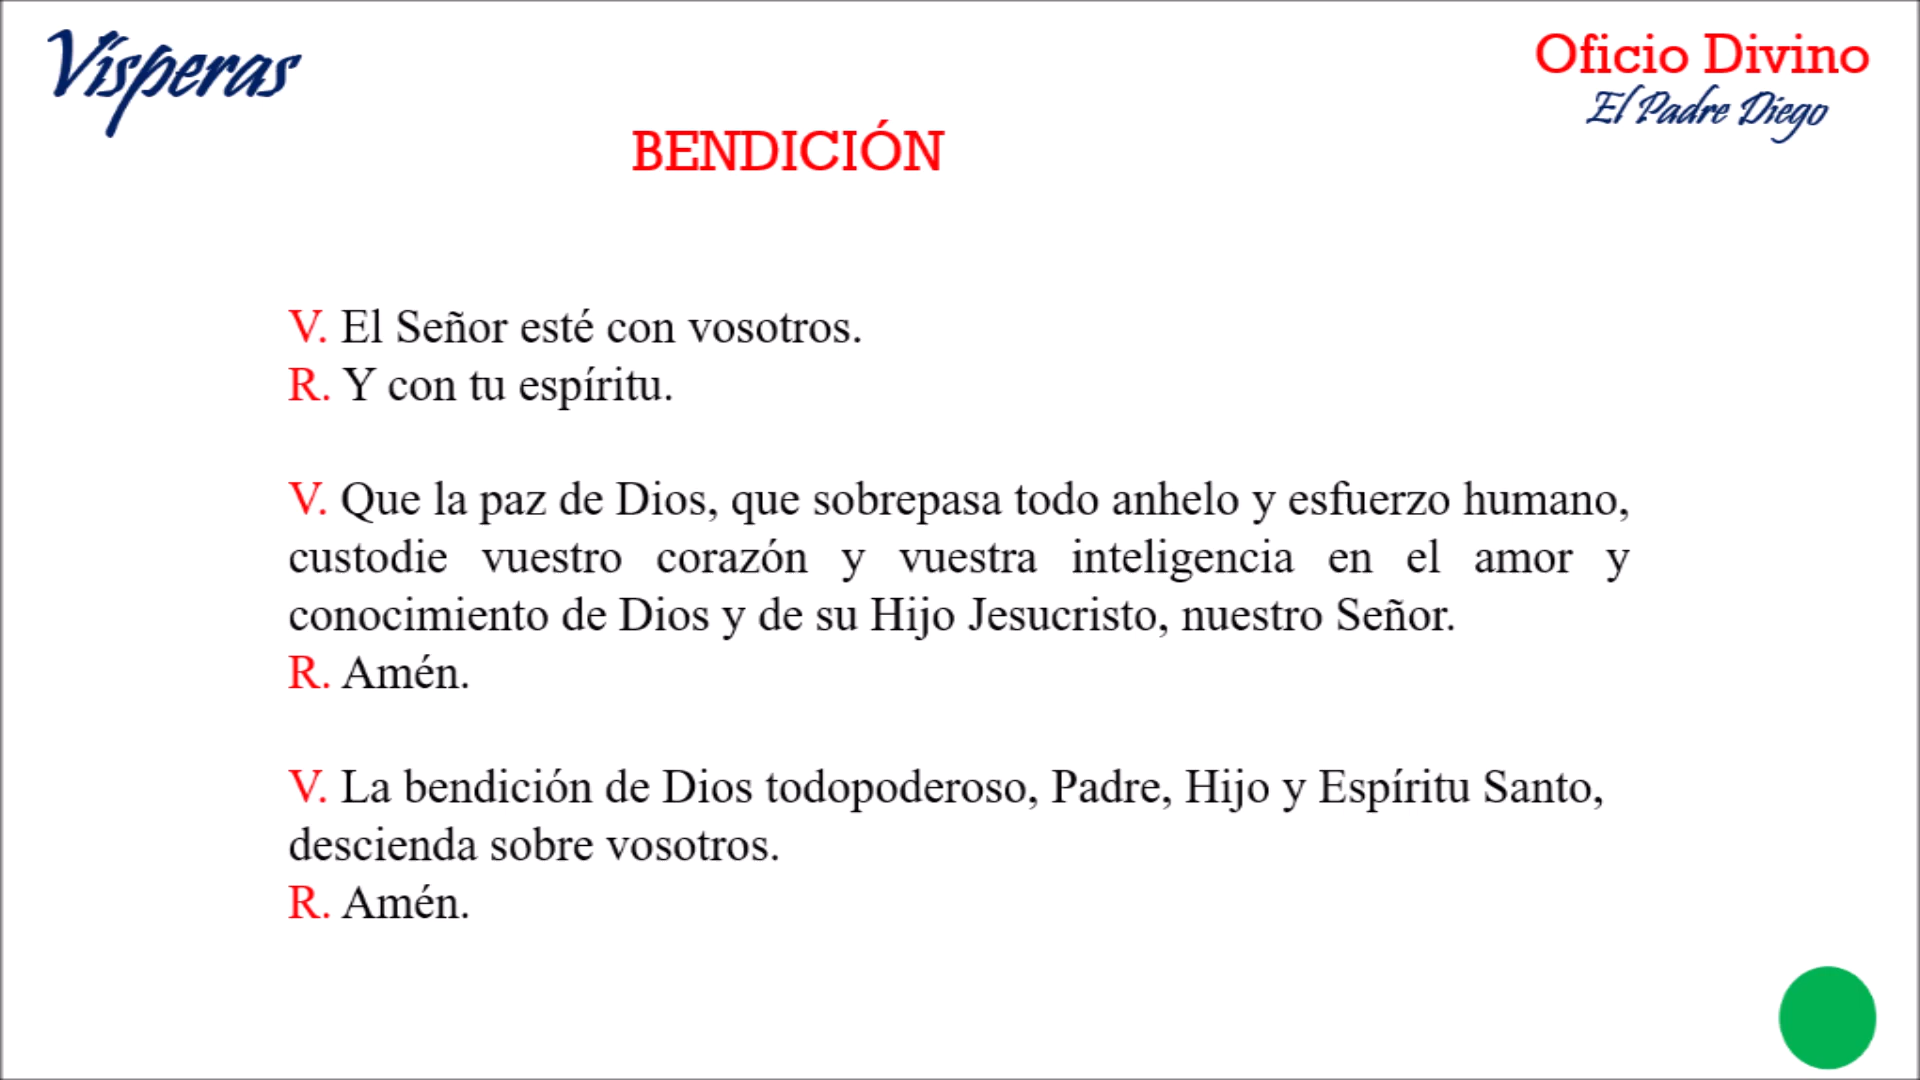 Vísperas
Oficio Divino
El Padre Diego
BENDICIÓN
V. El Señor esté con vosotros.
R. Y con tu espíritu.
V. Que la paz de Dios, que sobrepasa todo anhelo y esfuerzo humano,
custodie vuestro corazón y vuestra inteligencia en el amor y
conocimiento de Dios y de su Hijo Jesucristo, nuestro Señor.
R. Amén.
V. La bendición de Dios todopoderoso, Padre, Hijo y Espíritu Santo,
descienda sobre vosotros.
R. Amén.